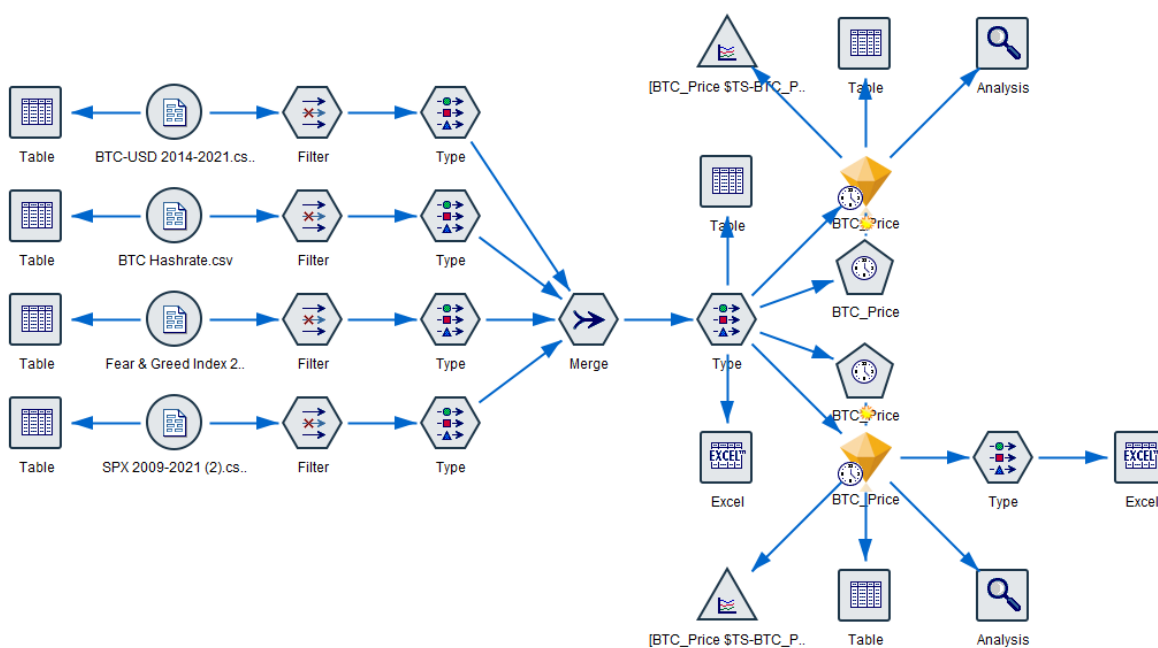 [BTC_Price $TS-BTC_P..
Table
Analysis
Table
BTC-USD 2014-2021.cs..
Filter
Type
Table
BTC_Price
Table
BTC Hashrate.csv
Filter
Type
BTC_Price
Table
Fear & Greed Index 2..
Filter
Type
Merge
Type
BTC_Price
Table
SPX 2009-2021 (2).cs..
Filter
Type
EXCEL™
Excel
BTC_Price
Type
EXCEL™
Excel
[BTC_Price $TS-BTC_P..
Table
Analysis